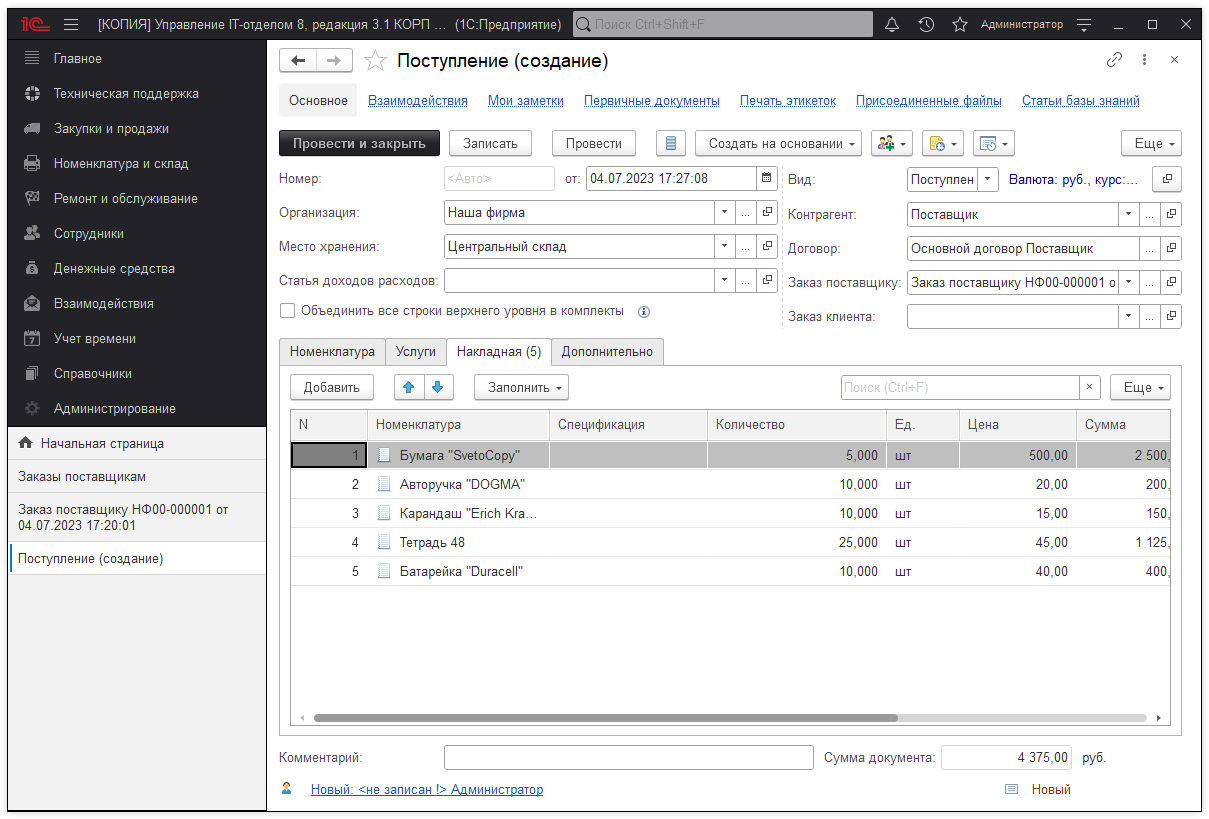 [КОПИЯ] Управление IT-отделом 8, редакция 3.1 КОРП ... (1С:Предприятие) Поиск Ctrl+Shift+F Администратор
Главное
Техническая поддержка
Закупки и продажи
Номенклатура и склад
Ремонт и обслуживание
Сотрудники
Денежные средства
Взаимодействия
Учет времени
Справочники
Администрирование
Начальная страница
Заказы поставщикам
Заказ поставщику НФ00-000001 от
04.07.2023 17:20:01
Поступление (создание)
Поступление (создание)
Основное Взаимодействия Мои заметки Первичные документы Печать этикеток Присоединенные файлы Статьи базы знаний
Провести и закрыть Записать Провести Создать на основании Еще
Номер: <Авто> от: 04.07.2023 17:27:08 Вид: Поступлен Валюта: руб., курс:...
Организация: Наша фирма Контрагент: Поставщик
Место хранения: Центральный склад Договор: Основной договор Поставщик
Статья доходов расходов: Заказ поставщику: Заказ поставщику НФ00-000001 о
Объединить все строки верхнего уровня в комплекты Заказ клиента:
Номенклатура Услуги Накладная (5) Дополнительно
Добавить Заполнить Поиск (Ctrl+F) × Еще
N Номенклатура Спецификация Количество Ед. Цена Сумма
1 Бумага "SvetoCopy" 5,000 шт 500,00 2 500,
2 Авторучка "DOGMA" 10,000 шт 20,00 200,
3 Карандаш "Erich Kra... 10,000 шт 15,00 150,
4 Тетрадь 48 25,000 шт 45,00 1 125,
5 Батарейка "Duracell" 10,000 шт 40,00 400,
Комментарий: Сумма документа: 4 375,00 руб.
Новый: <не записан !> Администратор Новый